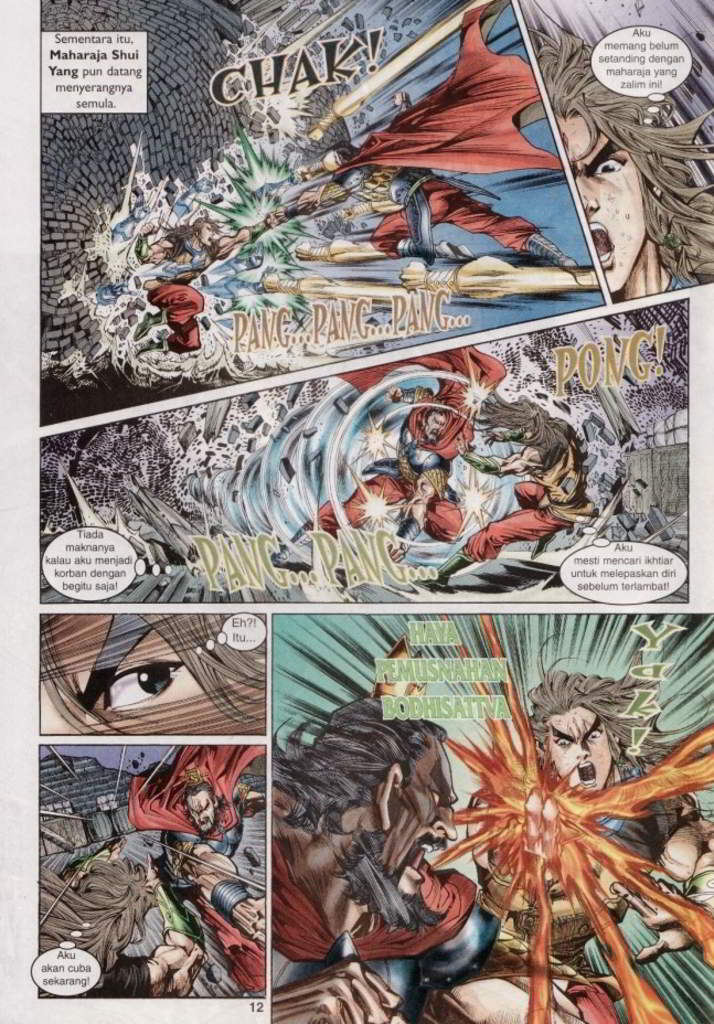 Sementara itu,
Maharaja Shui
Yang pun datang
menyerangnya
semula.
CHAK!
Aku
memang belum
setanding dengan
maharaja yang
zalim ini!
PANG...PANG...PANG...
PONG!
Tiada
maknanya
kalau aku menjadi
korban dengan
begitu saja!
PANG...PANG...
Aku
mesti mencari ikhtiar
untuk melepaskan diri
sebelum terlambat!
Eh?!
Itu...
HAYA
PEMUSNAHAN
BODHISATTVA
YAK!
Aku
akan cuba
sekarang!
12